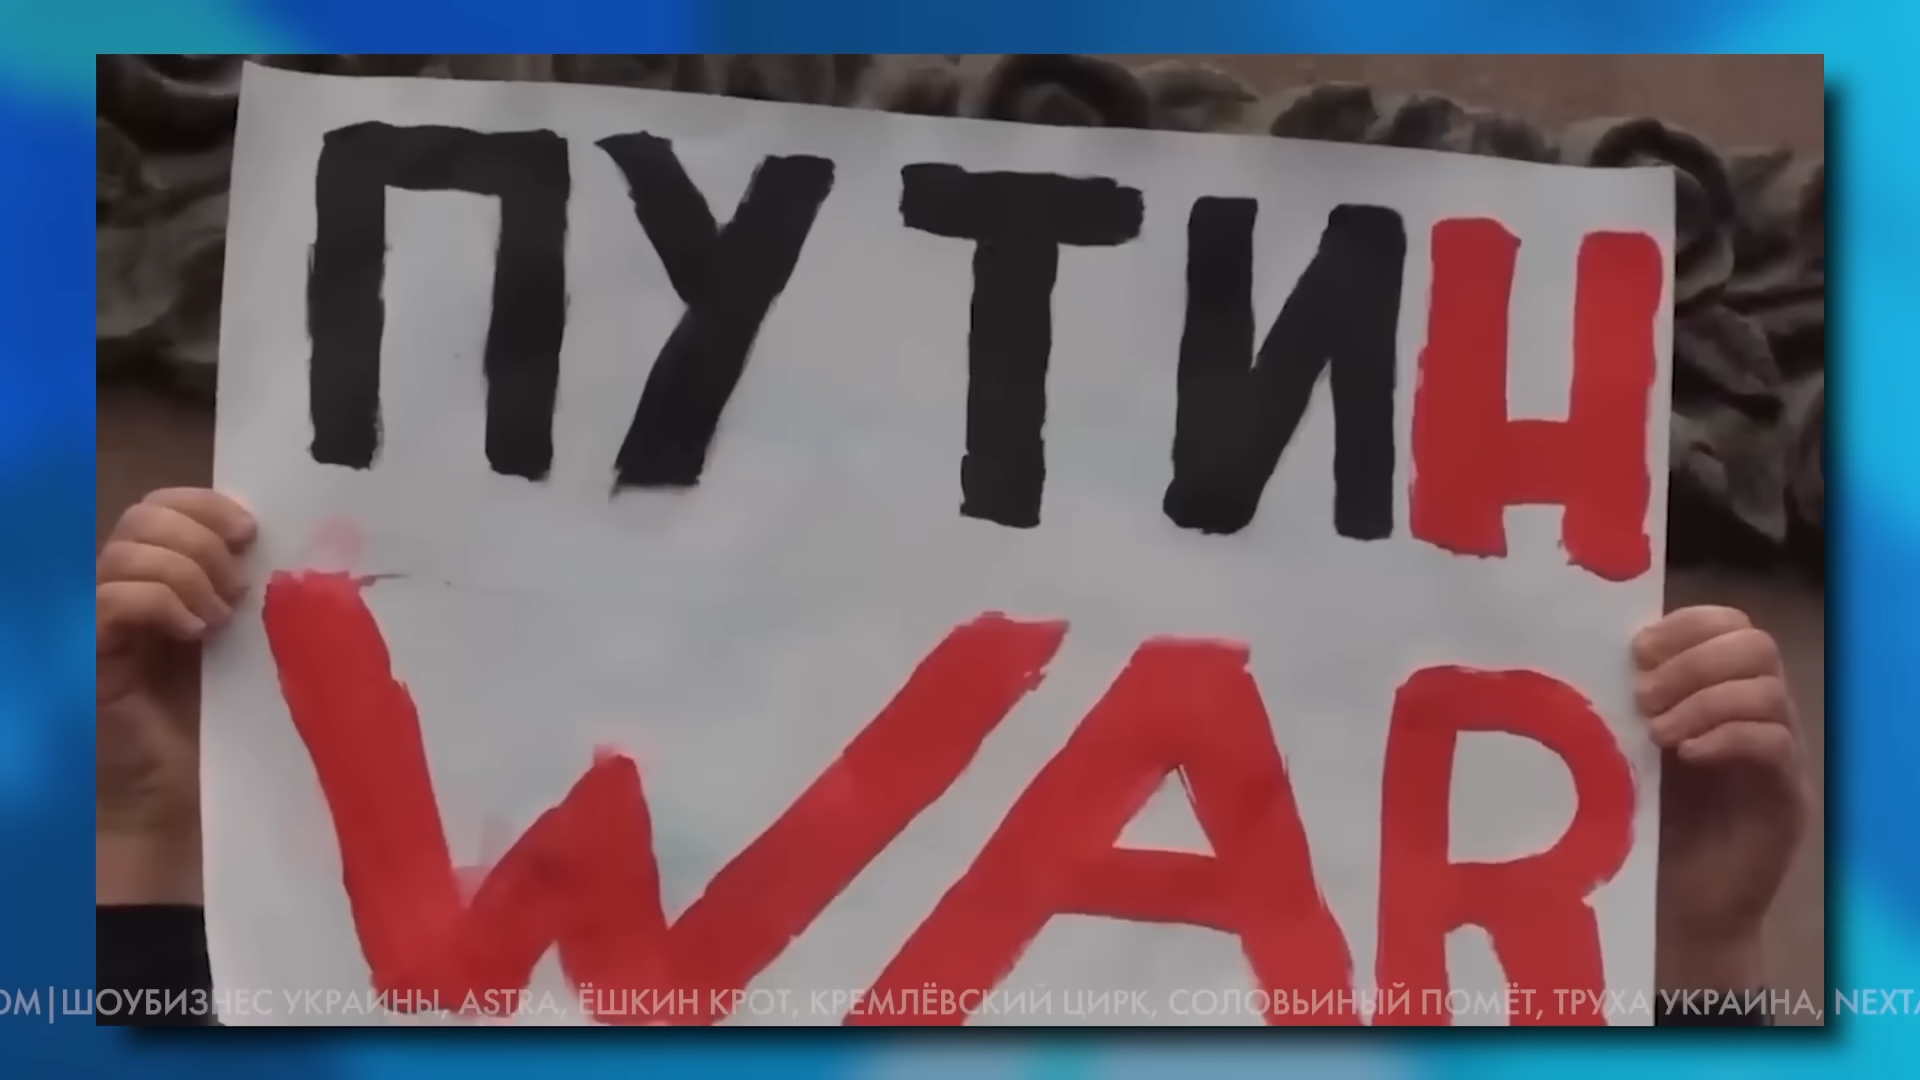 ПУТИН
WAR
ОМ|ШОУБИЗНЕС УКРАИНЫ, ASTRA, ЁШКИН КРОТ, КРЕМЛЁВСКИЙ ЦИРК, СОЛОВЬИНЫЙ ПОМЁТ, ТРУХА УКРАИНА, NEXTA